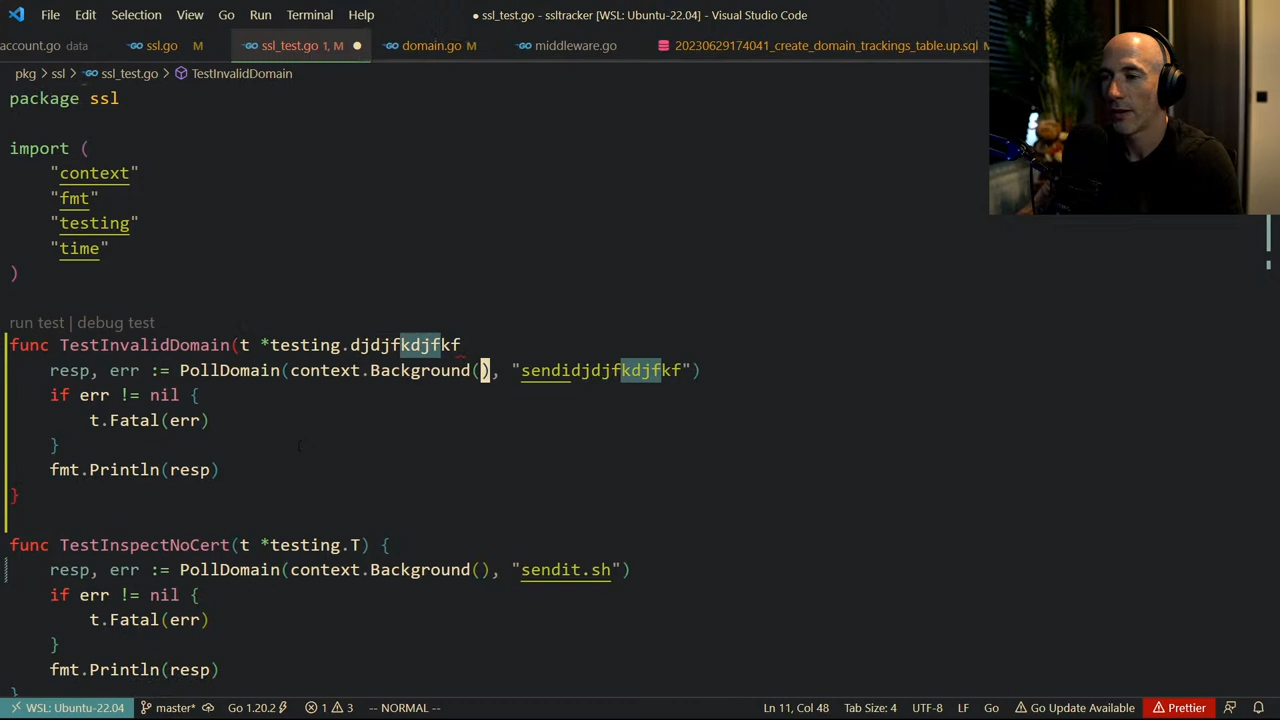 File Edit Selection View Go Run Terminal Help
● ssl_test.go - ssltracker [WSL: Ubuntu-22.04] - Visual Studio Code
account.go data
ssl.go M
ssl_test.go 1, M
domain.go M
middleware.go
20230629174041_create_domain_trackings_table.up.sql
pkg > ssl > ssl_test.go > TestInvalidDomain
package ssl
import (
"context"
"fmt"
"testing"
"time"
)
run test | debug test
func TestInvalidDomain(t *testing.djdjfkdjfkf
resp, err := PollDomain(context.Background(), "sendidjdjfkdjfkf")
if err != nil {
t.Fatal(err)
}
fmt.Println(resp)
}
func TestInspectNoCert(t *testing.T) {
resp, err := PollDomain(context.Background(), "sendit.sh")
if err != nil {
t.Fatal(err)
}
fmt.Println(resp)
}
WSL: Ubuntu-22.04 master* Go 1.20.2 1 3 -- NORMAL -- Ln 11, Col 48 Tab Size: 4 UTF-8 LF Go Go Update Available Prettier